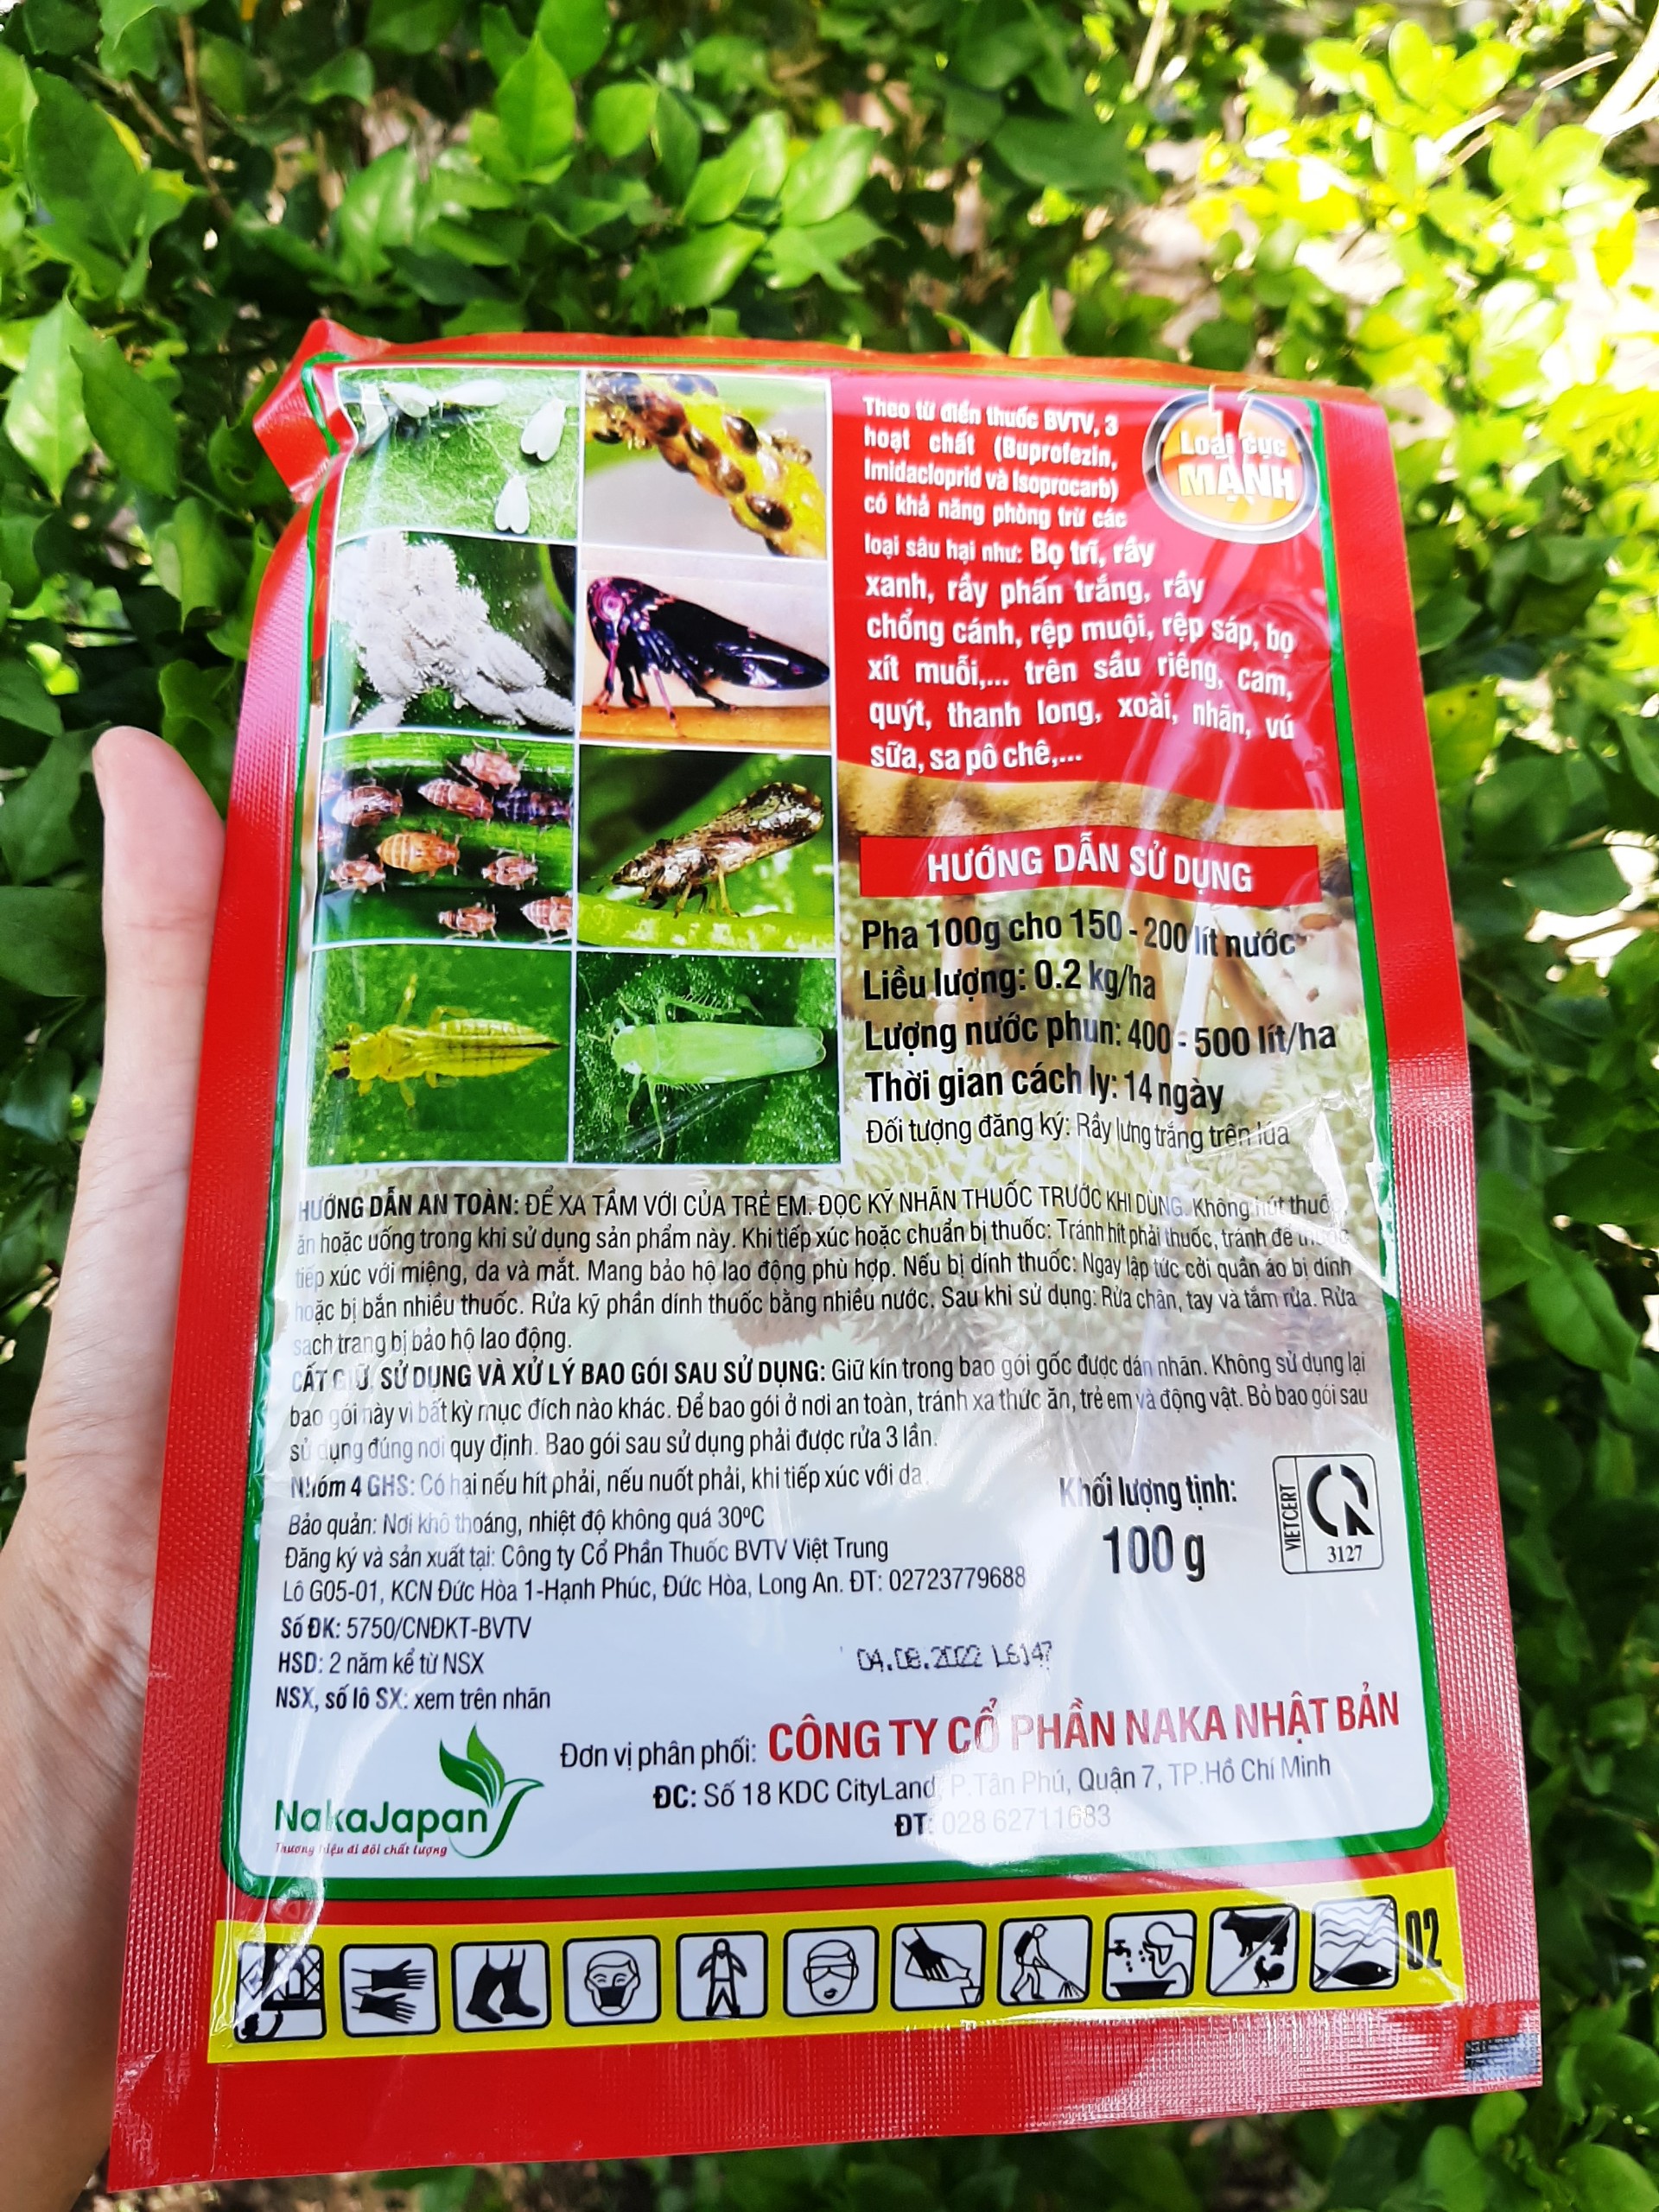 Theo từ điển thuốc BVTV, 3
hoạt chất (Buprofezin,
Imidacloprid và Isoprocarb)
có khả năng phòng trừ các
loại sâu hại như: Bọ trĩ, rầy
xanh, rầy phấn trắng, rầy
chổng cánh, rệp muội, rệp sáp, bọ
xít muỗi,... trên sầu riêng, cam,
quýt, thanh long, xoài, nhãn, vú
sữa, sa pô chê,...
Loại cực
MẠNH
HƯỚNG DẪN SỬ DỤNG
Pha 100g cho 150 - 200 lít nước
Liều lượng: 0.2 kg/ha
Lượng nước phun: 400 - 500 lít/ha
Thời gian cách ly: 14 ngày
Đối tượng đăng ký: Rầy lưng trắng trên lúa
HƯỚNG DẪN AN TOÀN: ĐỂ XA TẦM VỚI CỦA TRẺ EM. ĐỌC KỸ NHÃN THUỐC TRƯỚC KHI DÙNG. Không hút thuốc,
ăn hoặc uống trong khi sử dụng sản phẩm này. Khi tiếp xúc hoặc chuẩn bị thuốc: Tránh hít phải thuốc, tránh để thuốc
tiếp xúc với miệng, da và mắt. Mang bảo hộ lao động phù hợp. Nếu bị dính thuốc: Ngay lập tức cởi quần áo bị dính
hoặc bị bắn nhiều thuốc. Rửa kỹ phần dính thuốc bằng nhiều nước. Sau khi sử dụng: Rửa chân, tay và tắm rửa. Rửa
sạch trang bị bảo hộ lao động.
CẤT GIỮ, SỬ DỤNG VÀ XỬ LÝ BAO GÓI SAU SỬ DỤNG: Giữ kín trong bao gói gốc được dán nhãn. Không sử dụng lại
bao gói này vì bất kỳ mục đích nào khác. Để bao gói ở nơi an toàn, tránh xa thức ăn, trẻ em và động vật. Bỏ bao gói sau
sử dụng đúng nơi quy định. Bao gói sau sử dụng phải được rửa 3 lần.
Nhóm 4 GHS: Có hại nếu hít phải, nếu nuốt phải, khi tiếp xúc với da.
Bảo quản: Nơi khô thoáng, nhiệt độ không quá 30ºC
Đăng ký và sản xuất tại: Công ty Cổ Phần Thuốc BVTV Việt Trung
Lô G05-01, KCN Đức Hòa 1-Hạnh Phúc, Đức Hòa, Long An. ĐT: 02723779688
Số ĐK: 5750/CNĐKT-BVTV
HSD: 2 năm kể từ NSX
NSX, số lô SX: xem trên nhãn
Khối lượng tịnh:
100 g
VIETCERT
3127
04.08.2022 L6147
NakaJapan
Thương hiệu đi đôi chất lượng
Đơn vị phân phối: CÔNG TY CỔ PHẦN NAKA NHẬT BẢN
ĐC: Số 18 KDC CityLand, P.Tân Phú, Quận 7, TP.Hồ Chí Minh
ĐT: 028 62711683
02